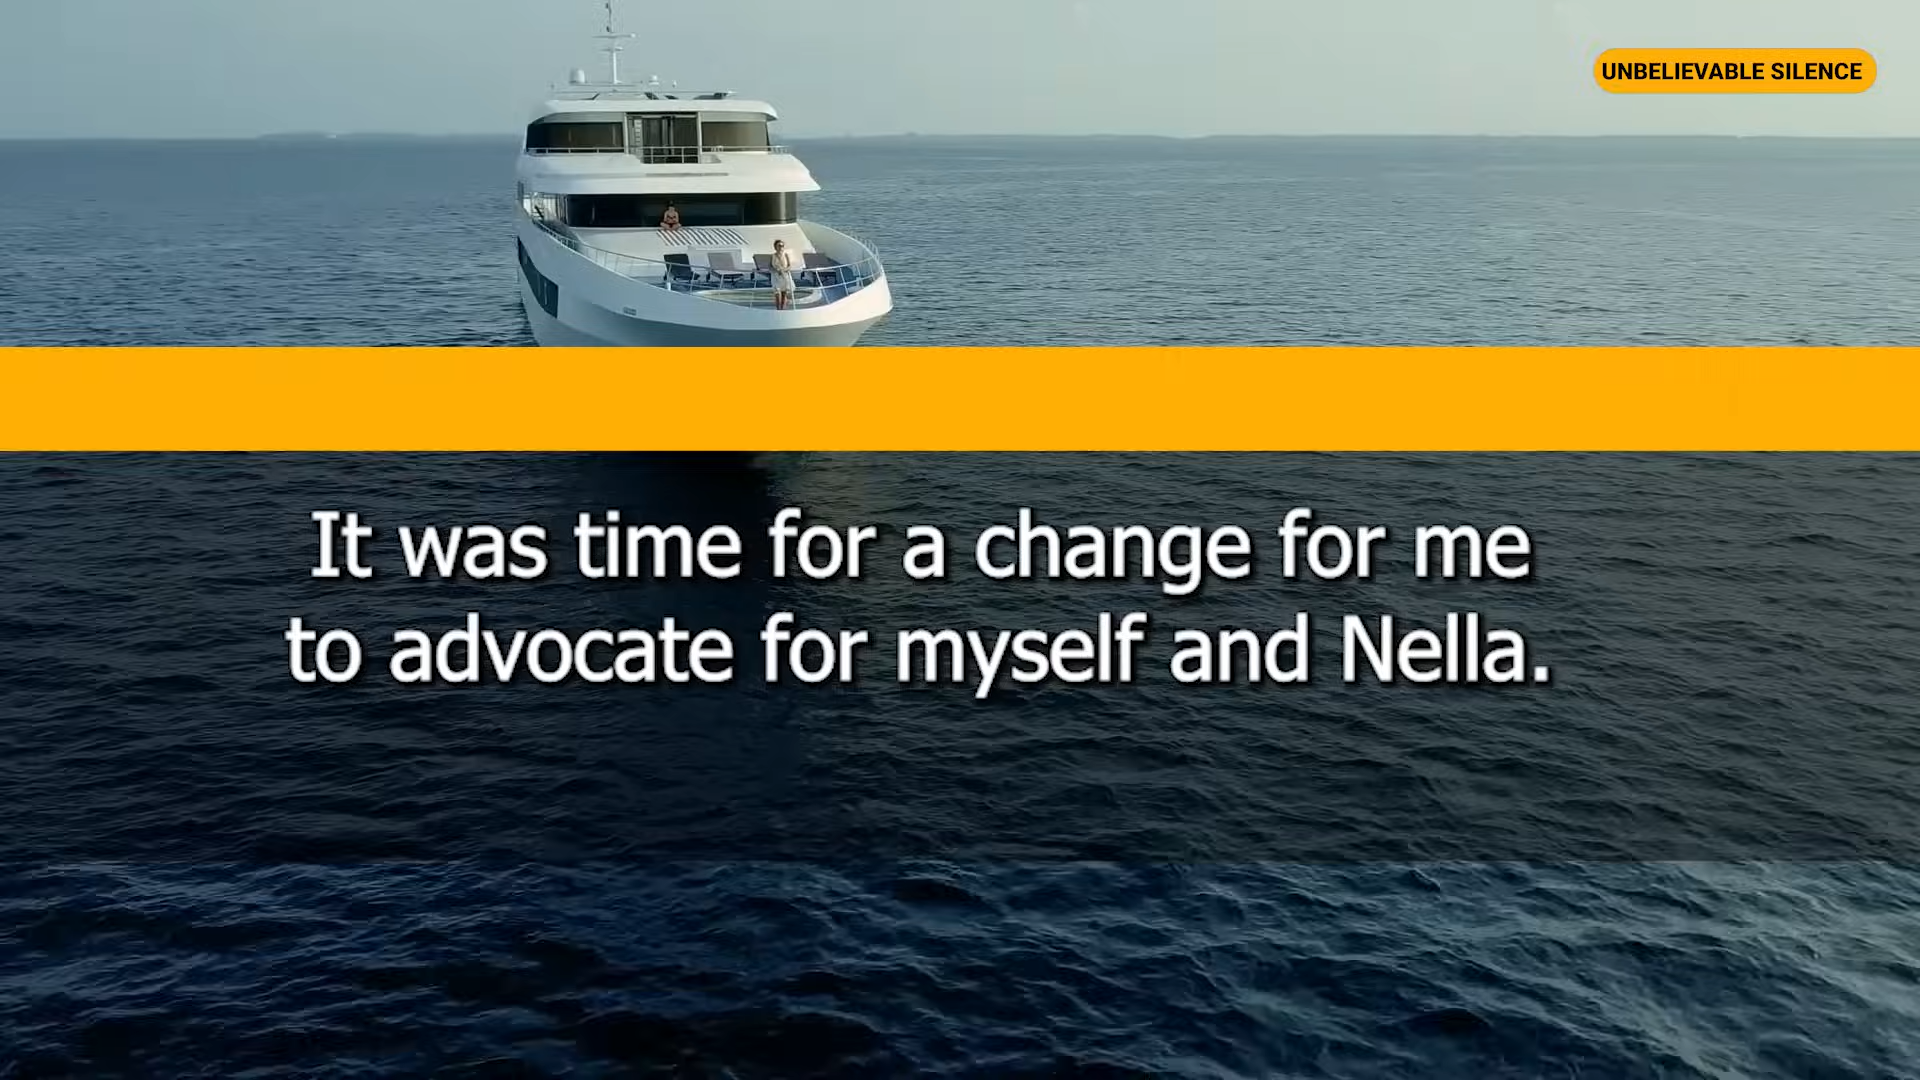 UNBELIEVABLE SILENCE
It was time for a change for me
to advocate for myself and Nella.